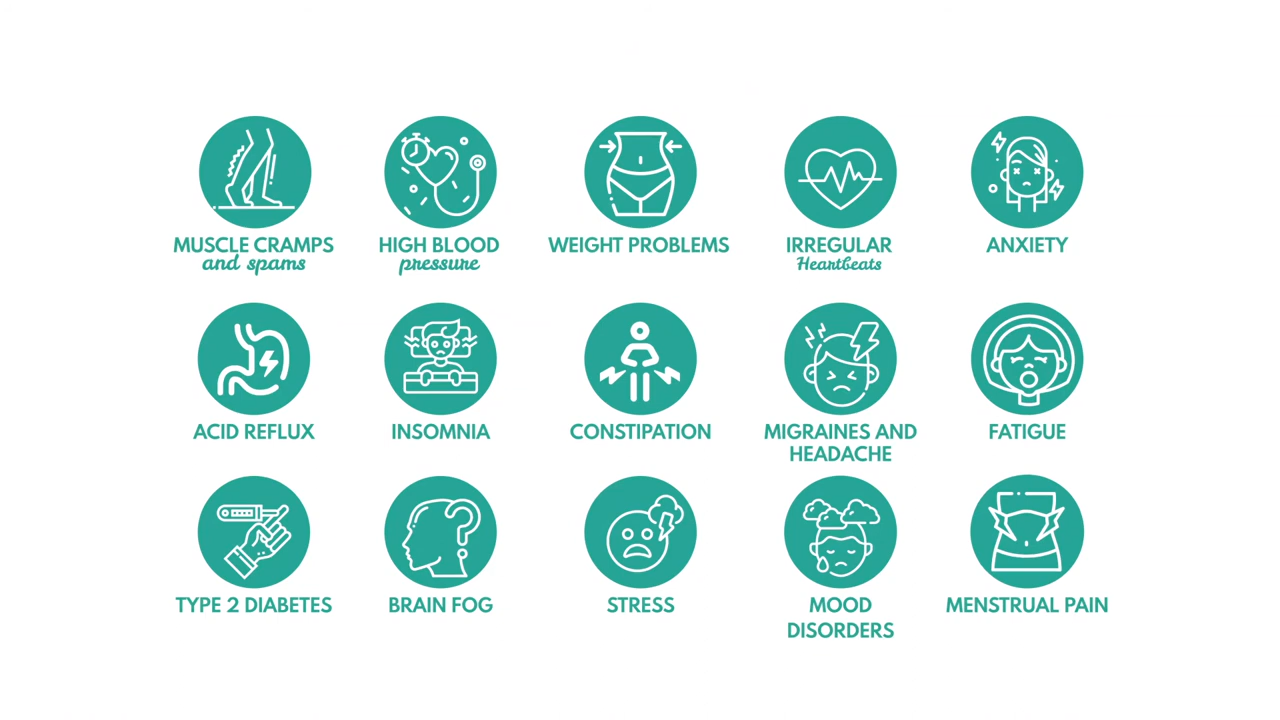 MUSCLE CRAMPS
and spams
HIGH BLOOD
pressure
WEIGHT PROBLEMS
IRREGULAR
Heartbeats
ANXIETY
ACID REFLUX
INSOMNIA
CONSTIPATION
MIGRAINES AND
HEADACHE
FATIGUE
TYPE 2 DIABETES
BRAIN FOG
STRESS
MOOD
DISORDERS
MENSTRUAL PAIN